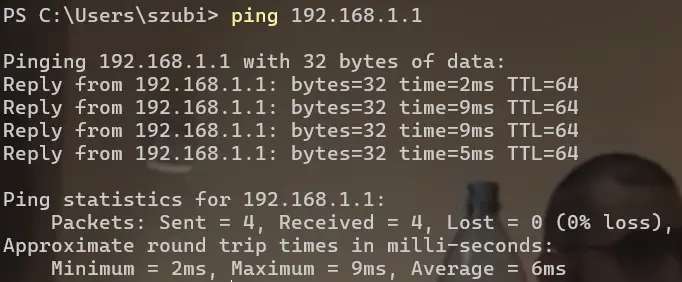 PS C:\Users\szubi> ping 192.168.1.1
Pinging 192.168.1.1 with 32 bytes of data:
Reply from 192.168.1.1: bytes=32 time=2ms TTL=64
Reply from 192.168.1.1: bytes=32 time=9ms TTL=64
Reply from 192.168.1.1: bytes=32 time=9ms TTL=64
Reply from 192.168.1.1: bytes=32 time=5ms TTL=64
Ping statistics for 192.168.1.1:
    Packets: Sent = 4, Received = 4, Lost = 0 (0% loss),
Approximate round trip times in milli-seconds:
    Minimum = 2ms, Maximum = 9ms, Average = 6ms